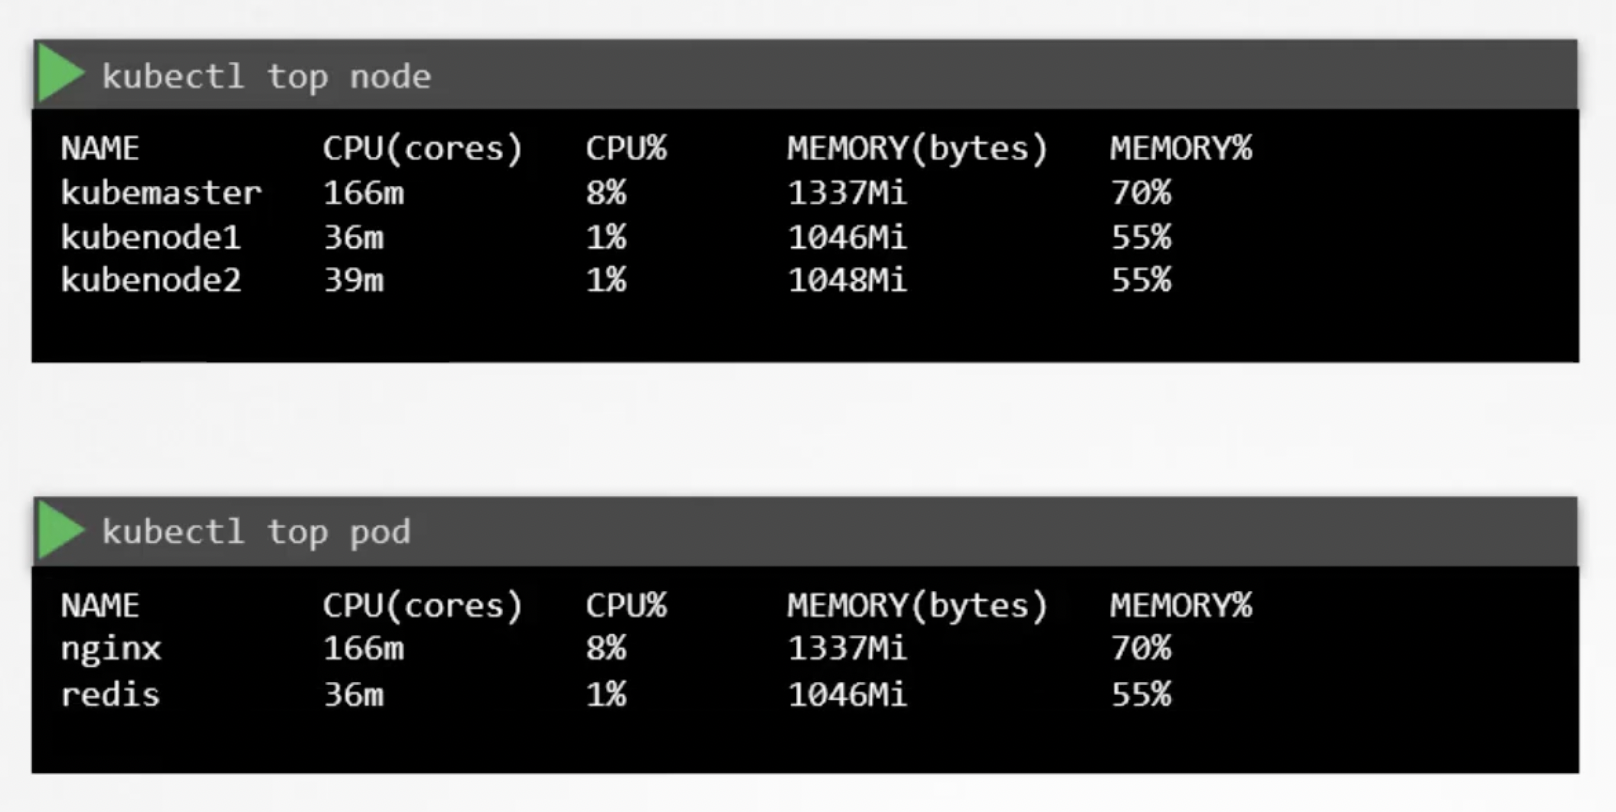 kubectl top node
NAME CPU(cores) CPU% MEMORY(bytes) MEMORY%
kubemaster 166m 8% 1337Mi 70%
kubenode1 36m 1% 1046Mi 55%
kubenode2 39m 1% 1048Mi 55%
kubectl top pod
NAME CPU(cores) CPU% MEMORY(bytes) MEMORY%
nginx 166m 8% 1337Mi 70%
redis 36m 1% 1046Mi 55%